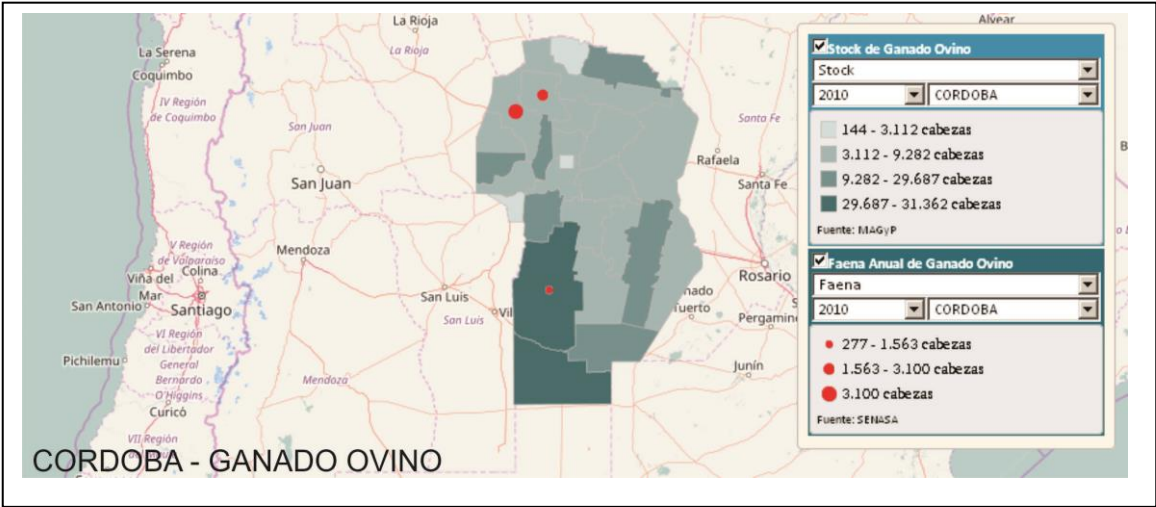 La Rioja
Alvear
La Serena
Coquimbo
La Rioja
IV Región
de Coquimbo
San Juan
Santa Fe
San Juan
Rafaela
Santa Fe
V Región
de Valparaíso
Mendoza
Viña del
Mar
Colina
San Antonio
Santiago
San Luis
Vil
San Luis
Rosario
nado
uerto
Pergamin
VI Región
del Libertador
General
Bernardo
O'Higgins
Pichilemu
Junín
Mendoza
Curicó
VII Región
CORDOBA - GANADO OVINO
Stock de Ganado Ovino
Stock
2010 CORDOBA
144 - 3.112 cabezas
3.112 - 9.282 cabezas
9.282 - 29.687 cabezas
29.687 - 31.362 cabezas
Fuente: MAGyP
Faena Anual de Ganado Ovino
Faena
2010 CORDOBA
277 - 1.563 cabezas
1.563 - 3.100 cabezas
3.100 cabezas
Fuente: SENASA
B